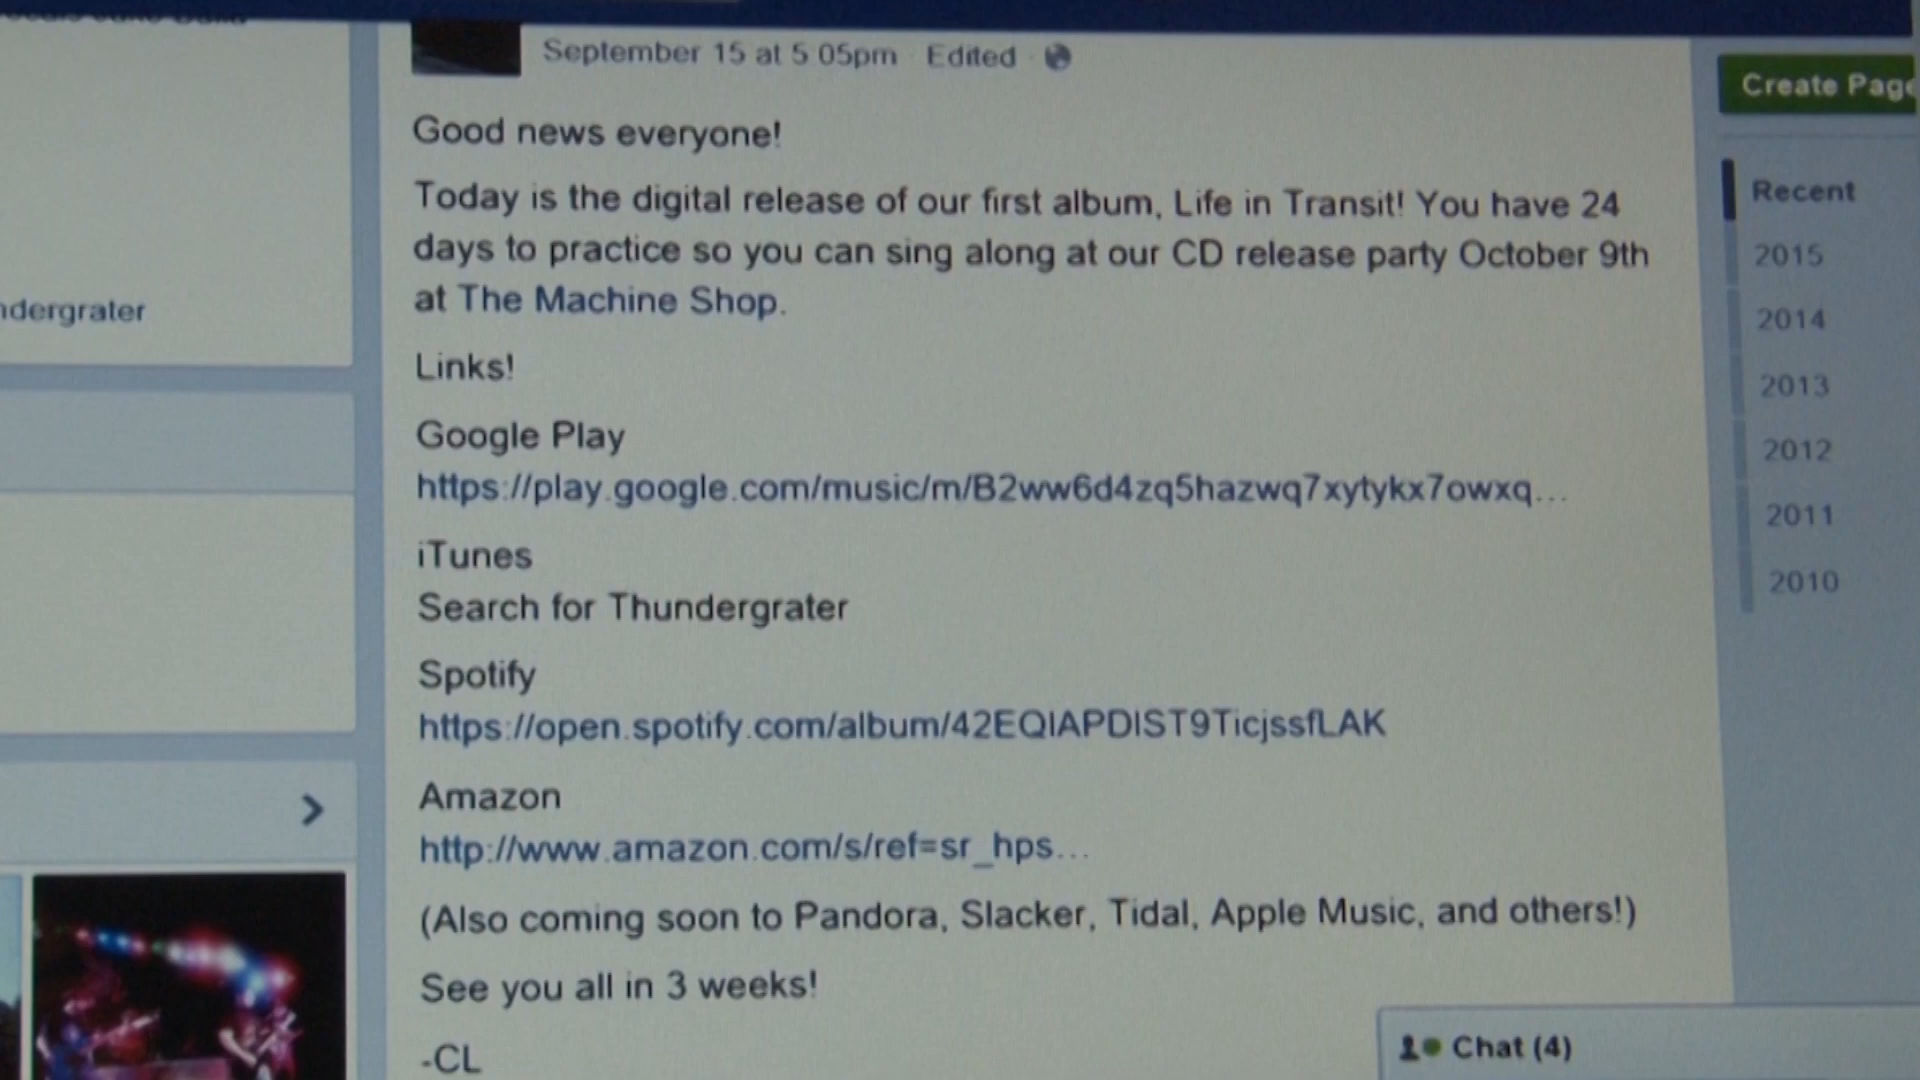 September 15 at 5 05pm · Edited ·
Good news everyone!
Today is the digital release of our first album, Life in Transit! You have 24
days to practice so you can sing along at our CD release party October 9th
at The Machine Shop.
Links!
Google Play
https://play.google.com/music/m/B2ww6d4zq5hazwq7xytykx7owxq...
iTunes
Search for Thundergrater
Spotify
https://open.spotify.com/album/42EQIAPDIST9TicjssfLAK
Amazon
http://www.amazon.com/s/ref=sr_hps...
(Also coming soon to Pandora, Slacker, Tidal, Apple Music, and others!)
See you all in 3 weeks!
-CL
ndergrater
Create Page
Recent
2015
2014
2013
2012
2011
2010
Chat (4)